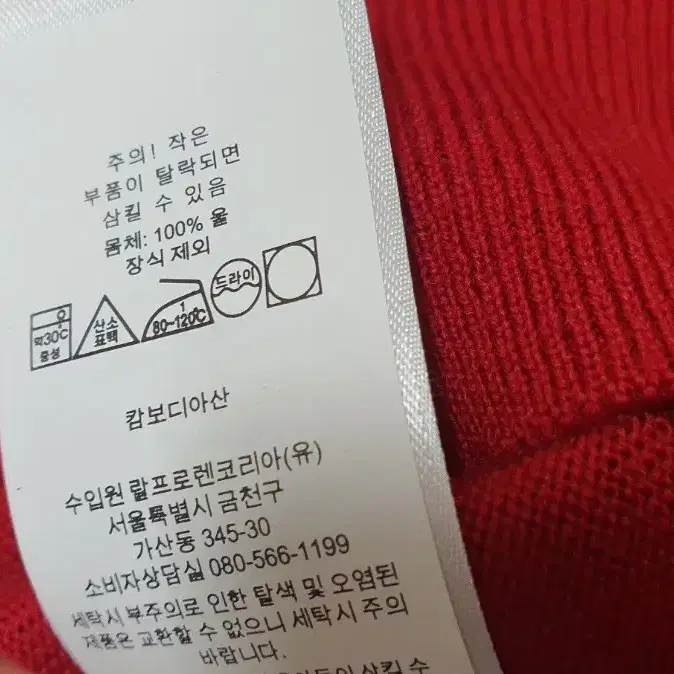 주의! 작은
부품이 탈락되면
삼킬 수 있음
몸체: 100% 울
장식 제외
약30℃
중성
산소
표백
1
80~120℃
드라이
캄보디아산
수입원 랄프로렌코리아(유)
서울특별시 금천구
가산동 345-30
소비자상담실 080-566-1199
세탁시 부주의로 인한 탈색 및 오염된
제품은 교환할 수 없으니 세탁시 주의
바랍니다.
삼킬 수